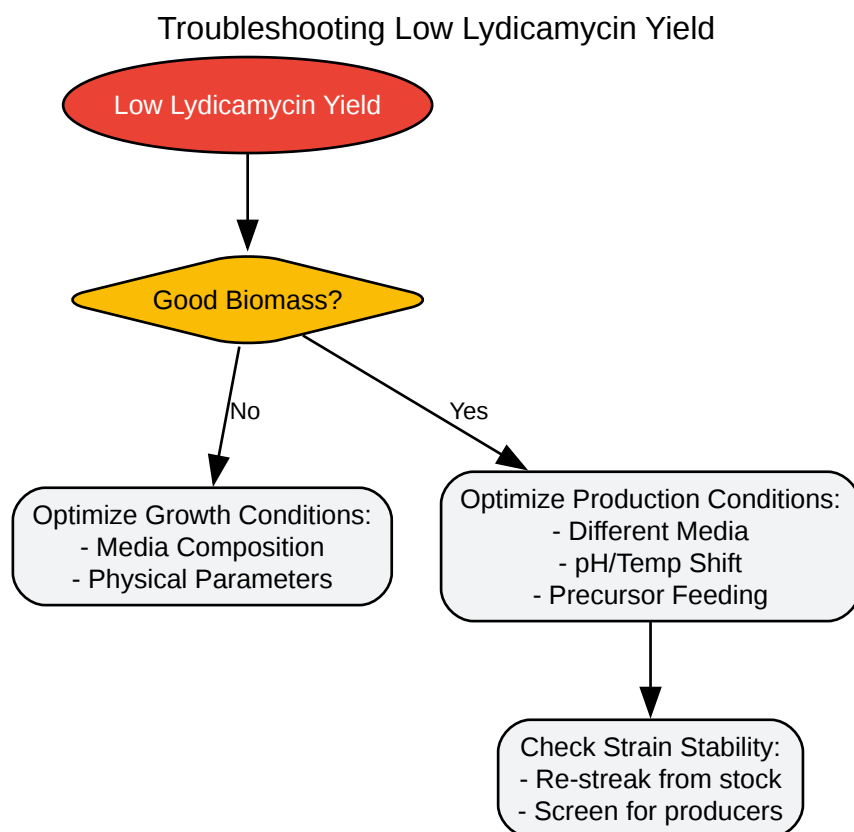 Troubleshooting Low Lydicamycin Yield
Low Lydicamycin Yield
Good Biomass?
No
Yes
Optimize Growth Conditions:
- Media Composition
- Physical Parameters
Optimize Production Conditions:
- Different Media
- pH/Temp Shift
- Precursor Feeding
Check Strain Stability:
- Re-streak from stock
- Screen for producers